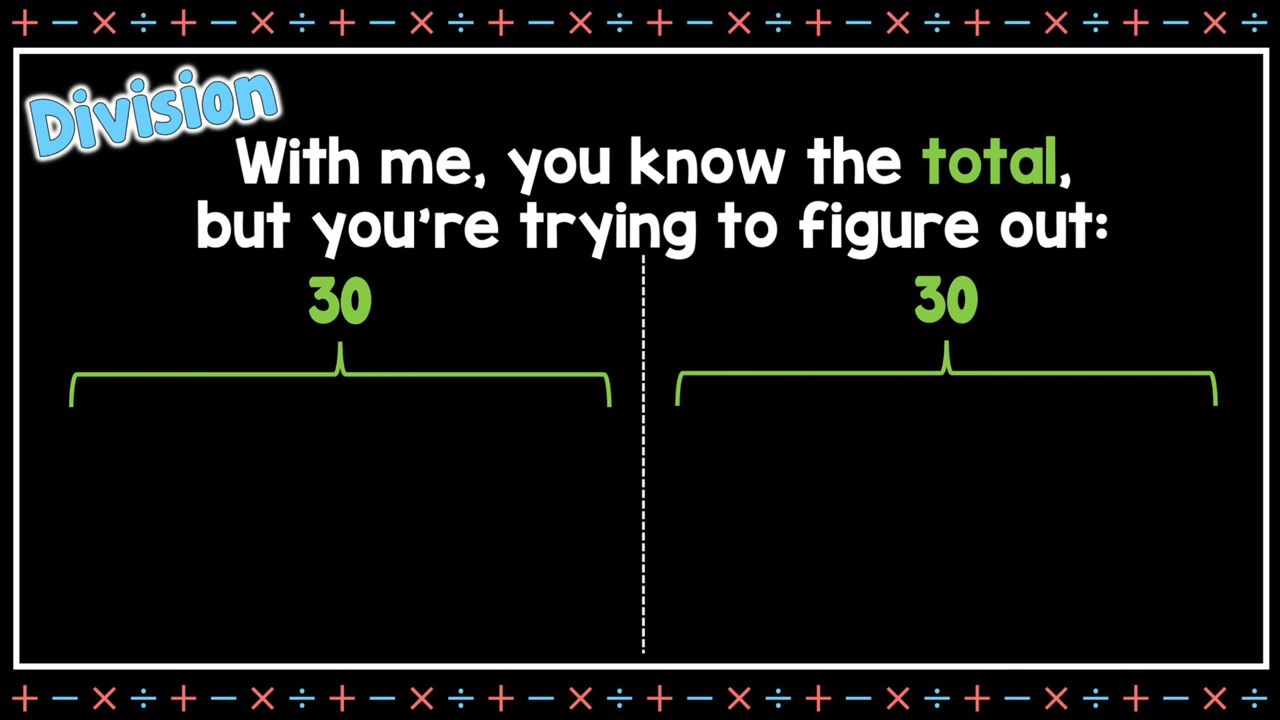 Division
With me, you know the total,
but you're trying to figure out:
30
30